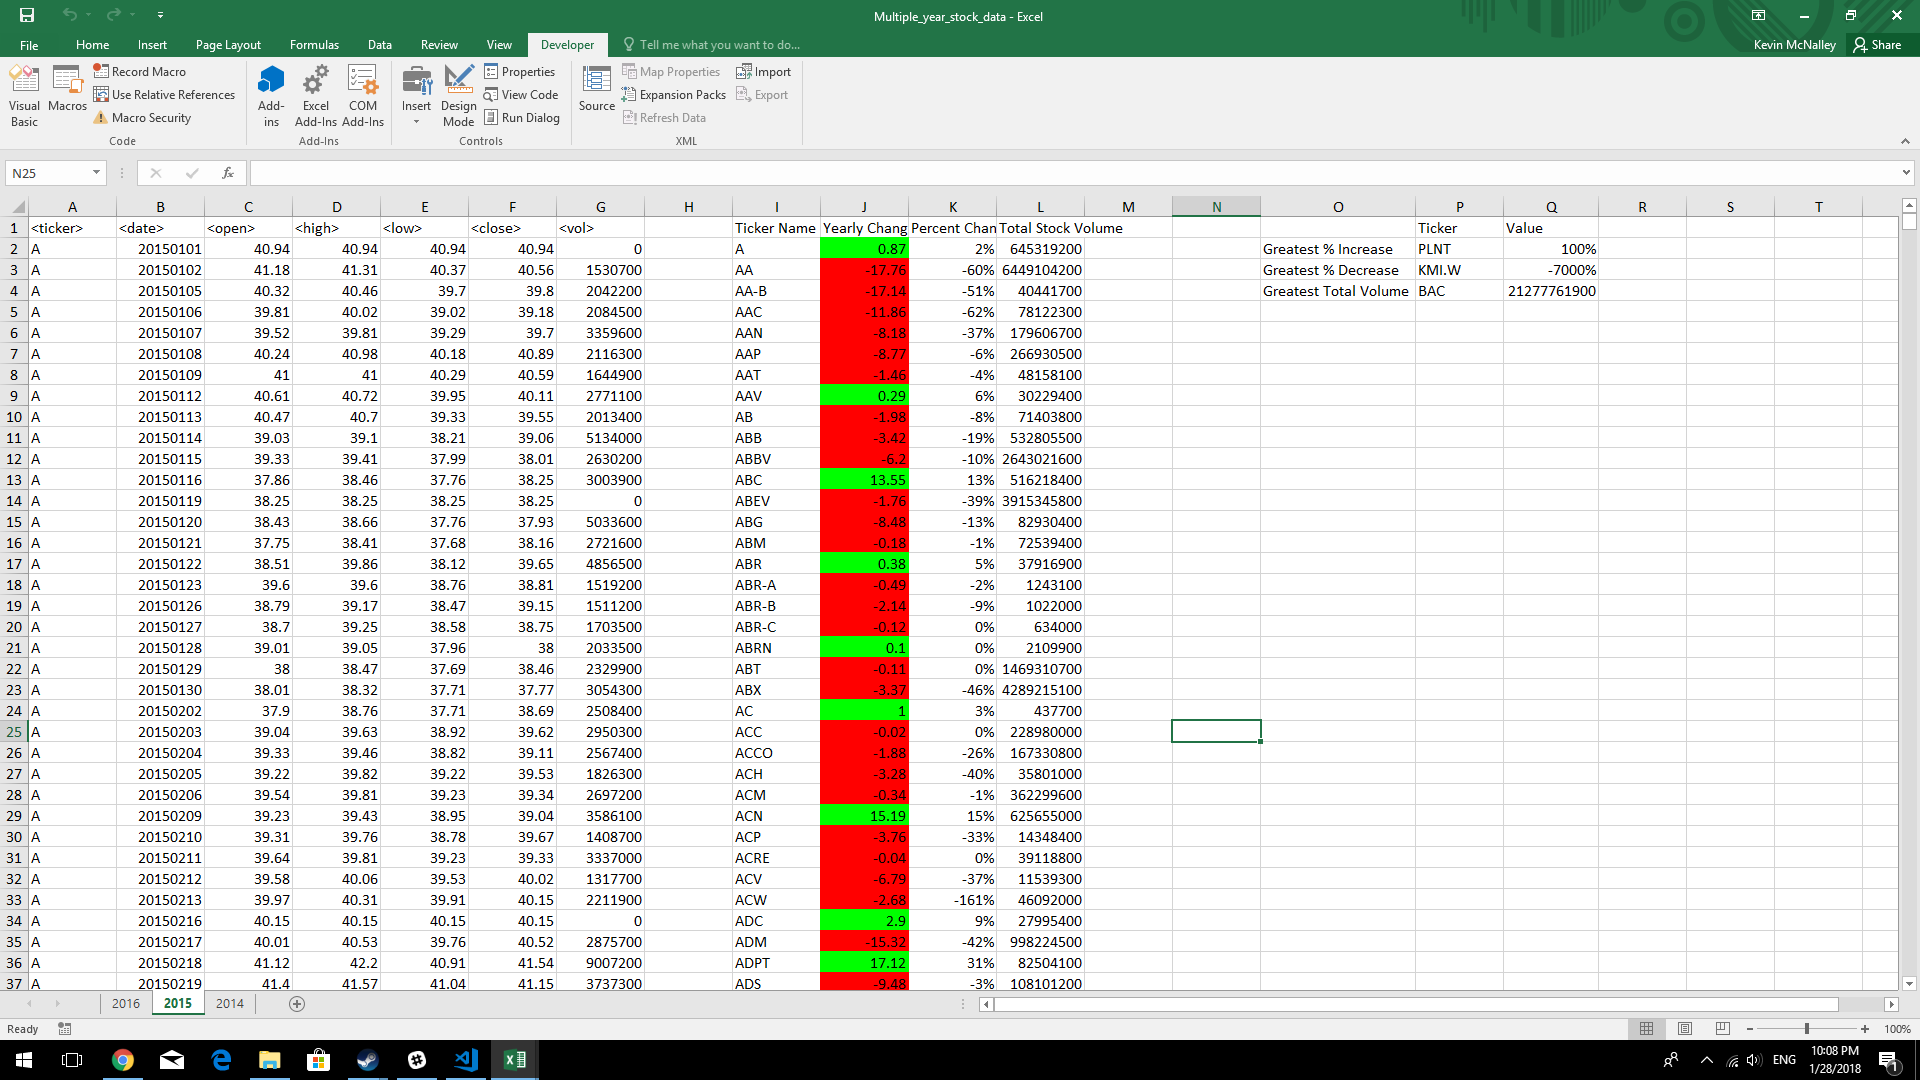 Multiple_year_stock_data - Excel
File Home Insert Page Layout Formulas Data Review View Developer Tell me what you want to do... Kevin McNalley Share
Visual Basic Macros Record Macro Use Relative References Macro Security Code
Add-ins Excel Add-Ins COM Add-Ins Add-Ins
Insert Design Mode Properties View Code Run Dialog Controls
Source Map Properties Expansion Packs Refresh Data Import Export XML
N25 fx
A B C D E F G H I J K L M N O P Q R S T
1 <ticker> <date> <open> <high> <low> <close> <vol> Ticker Name Yearly Chang Percent Chan Total Stock Volume Ticker Value
2 A 20150101 40.94 40.94 40.94 40.94 0 A 0.87 2% 645319200 Greatest % Increase PLNT 100%
3 A 20150102 41.18 41.31 40.37 40.56 1530700 AA -17.76 -60% 6449104200 Greatest % Decrease KMI.W -7000%
4 A 20150105 40.32 40.46 39.7 39.8 2042200 AA-B -17.14 -51% 40441700 Greatest Total Volume BAC 21277761900
5 A 20150106 39.81 40.02 39.02 39.18 2084500 AAC -11.86 -62% 78122300
6 A 20150107 39.52 39.81 39.29 39.7 3359600 AAN -8.18 -37% 179606700
7 A 20150108 40.24 40.98 40.18 40.89 2116300 AAP -8.77 -6% 266930500
8 A 20150109 41 41 40.29 40.59 1644900 AAT -1.46 -4% 48158100
9 A 20150112 40.61 40.72 39.95 40.11 2771100 AAV 0.29 6% 30229400
10 A 20150113 40.47 40.7 39.33 39.55 2013400 AB -1.98 -8% 71403800
11 A 20150114 39.03 39.1 38.21 39.06 5134000 ABB -3.42 -19% 532805500
12 A 20150115 39.33 39.41 37.99 38.01 2630200 ABBV -6.2 -10% 2643021600
13 A 20150116 37.86 38.46 37.76 38.25 3003900 ABC 13.55 13% 516218400
14 A 20150119 38.25 38.25 38.25 38.25 0 ABEV -1.76 -39% 3915345800
15 A 20150120 38.43 38.66 37.76 37.93 5033600 ABG -8.48 -13% 82930400
16 A 20150121 37.75 38.41 37.68 38.16 2721600 ABM -0.18 -1% 72539400
17 A 20150122 38.51 39.86 38.12 39.65 4856500 ABR 0.38 5% 37916900
18 A 20150123 39.6 39.6 38.76 38.81 1519200 ABR-A -0.49 -2% 1243100
19 A 20150126 38.79 39.17 38.47 39.15 1511200 ABR-B -2.14 -9% 1022000
20 A 20150127 38.7 39.25 38.58 38.75 1703500 ABR-C -0.12 0% 634000
21 A 20150128 39.01 39.05 37.96 38 2033500 ABRN 0.1 0% 2109900
22 A 20150129 38 38.47 37.69 38.46 2329900 ABT -0.11 0% 1469310700
23 A 20150130 38.01 38.32 37.71 37.77 3054300 ABX -3.37 -46% 4289215100
24 A 20150202 37.9 38.76 37.71 38.69 2508400 AC 1 3% 437700
25 A 20150203 39.04 39.63 38.92 39.62 2950300 ACC -0.02 0% 228980000
26 A 20150204 39.33 39.46 38.82 39.11 2567400 ACCO -1.88 -26% 167330800
27 A 20150205 39.22 39.82 39.22 39.53 1826300 ACH -3.28 -40% 35801000
28 A 20150206 39.54 39.81 39.23 39.34 2697200 ACM -0.34 -1% 362299600
29 A 20150209 39.23 39.43 38.95 39.04 3586100 ACN 15.19 15% 625655000
30 A 20150210 39.31 39.76 38.78 39.67 1408700 ACP -3.76 -33% 14348400
31 A 20150211 39.64 39.81 39.23 39.33 3337000 ACRE -0.04 0% 39118800
32 A 20150212 39.58 40.06 39.53 40.02 1317700 ACV -6.79 -37% 11539300
33 A 20150213 39.97 40.31 39.91 40.15 2211900 ACW -2.68 -161% 46092000
34 A 20150216 40.15 40.15 40.15 40.15 0 ADC 2.9 9% 27995400
35 A 20150217 40.01 40.53 39.76 40.52 2875700 ADM -15.32 -42% 998224500
36 A 20150218 41.12 42.2 40.91 41.54 9007200 ADPT 17.12 31% 82504100
37 A 20150219 41.4 41.57 41.04 41.15 3737300 ADS -9.48 -3% 108101200
2016 2015 2014
Ready 100%
ENG 10:08 PM
1/28/2018 1